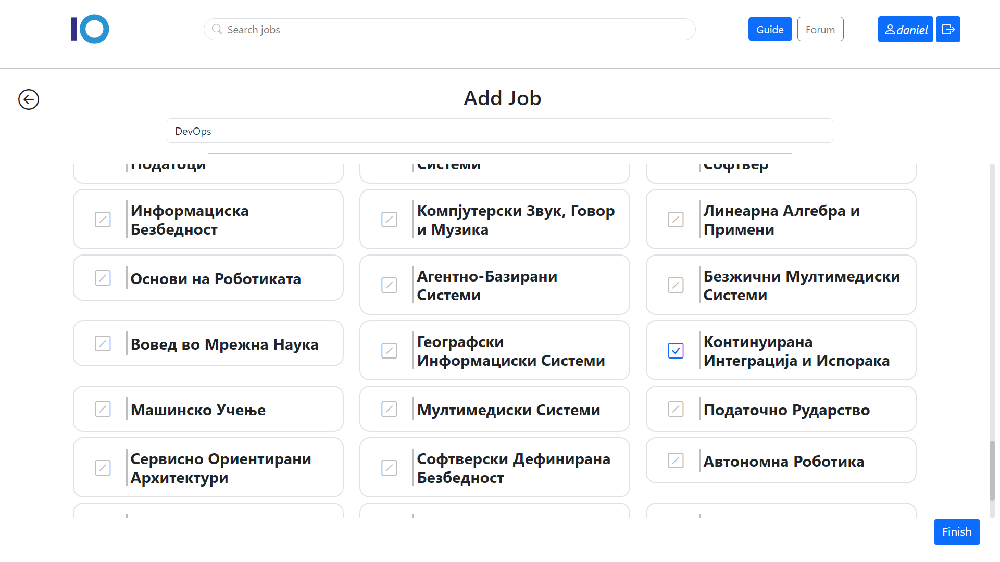 IO
Search jobs
Guide
Forum
daniel
Add Job
DevOps
Податоци
Системи
Софтвер
Информациска
Безбедност
Компјутерски Звук, Говор
и Музика
Линеарна Алгебра и
Примени
Основи на Роботиката
Агентно-Базирани
Системи
Безжични Мултимедиски
Системи
Вовед во Мрежна Наука
Географски
Информациски Системи
Континуирана
Интеграција и Испорака
Машинско Учење
Мултимедиски Системи
Податочно Рударство
Сервисно Ориентирани
Архитектури
Софтверски Дефинирана
Безбедност
Автономна Роботика
Finish